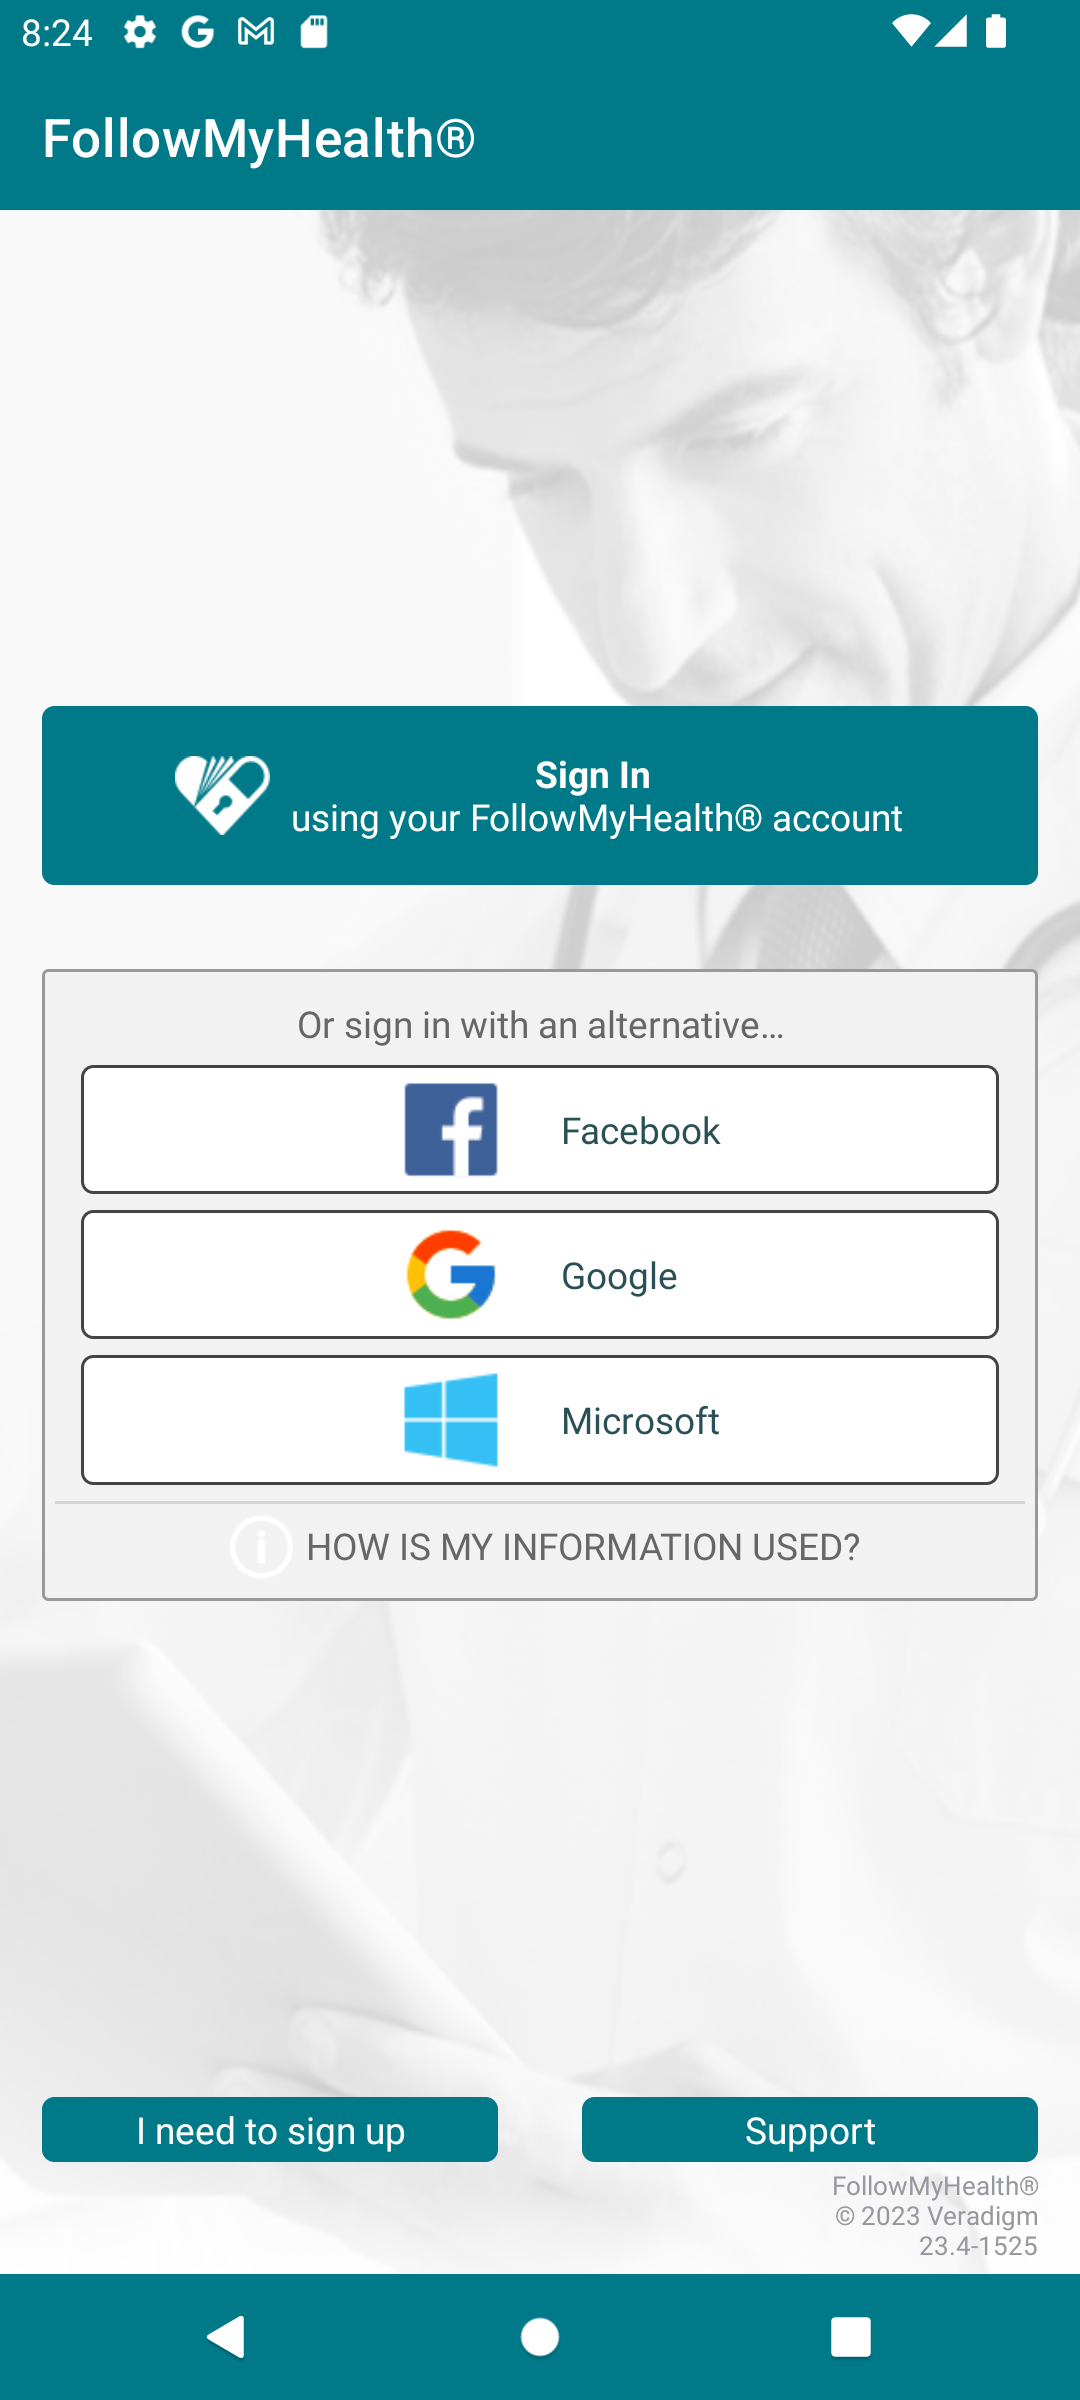 8:24
FollowMyHealth®
Sign In
using your FollowMyHealth® account
Or sign in with an alternative...
Facebook
Google
Microsoft
HOW IS MY INFORMATION USED?
I need to sign up
Support
FollowMyHealth®
© 2023 Veradigm
23.4-1525